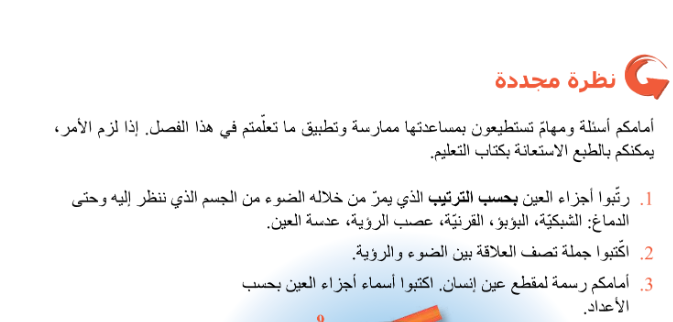 نظرة مجددة
أمامكم أسئلة ومهامّ تستطيعون بمساعدتها ممارسة وتطبيق ما تعلّمتم في هذا الفصل. إذا لزم الأمر،
يمكنكم بالطبع الاستعانة بكتاب التعليم.
1. رتّبوا أجزاء العين بحسب الترتيب الذي يمرّ من خلاله الضوء من الجسم الذي ننظر إليه وحتى
الدماغ: الشبكيّة، البؤبؤ، القرنيّة، عصب الرؤية، عدسة العين.
2. اكّتبوا جملة تصف العلاقة بين الضوء والرؤية.
3. أمامكم رسمة لمقطع عين إنسان. اكتبوا أسماء أجزاء العين بحسب
الأعداد.
9